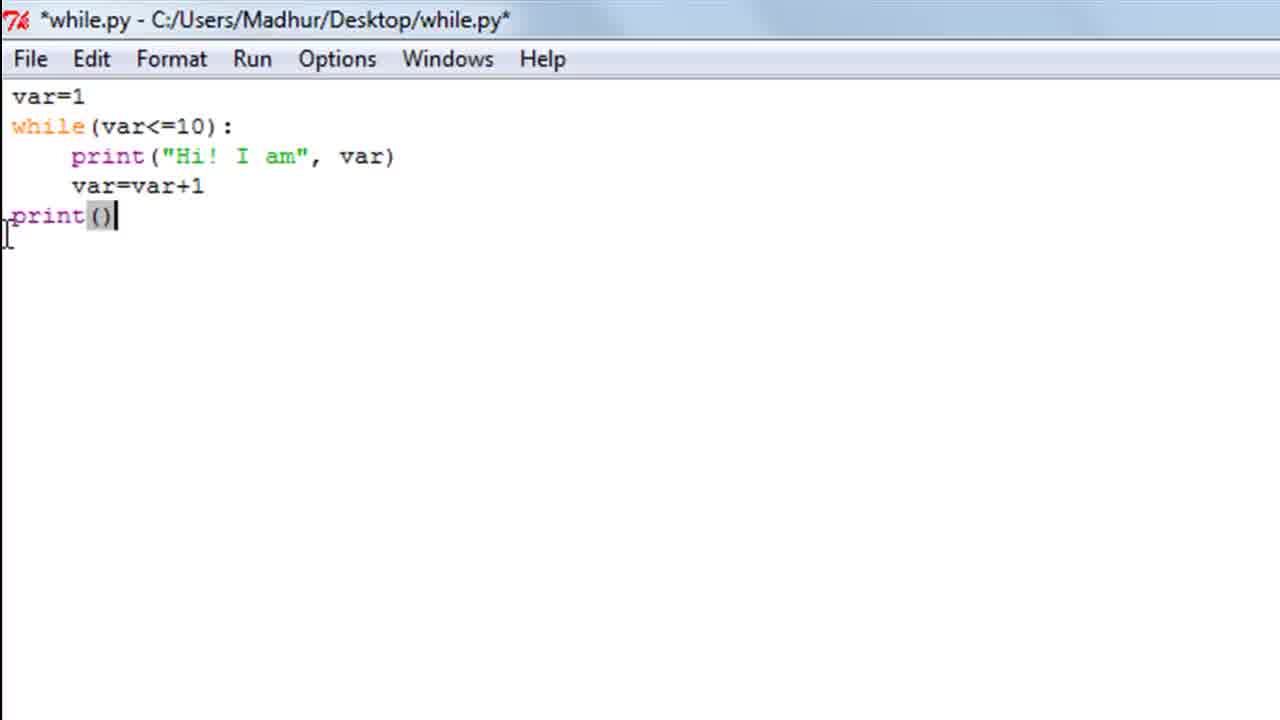 *while.py - C:/Users/Madhur/Desktop/while.py*
File Edit Format Run Options Windows Help
var=1
while(var<=10):
    print("Hi! I am", var)
    var=var+1
print()